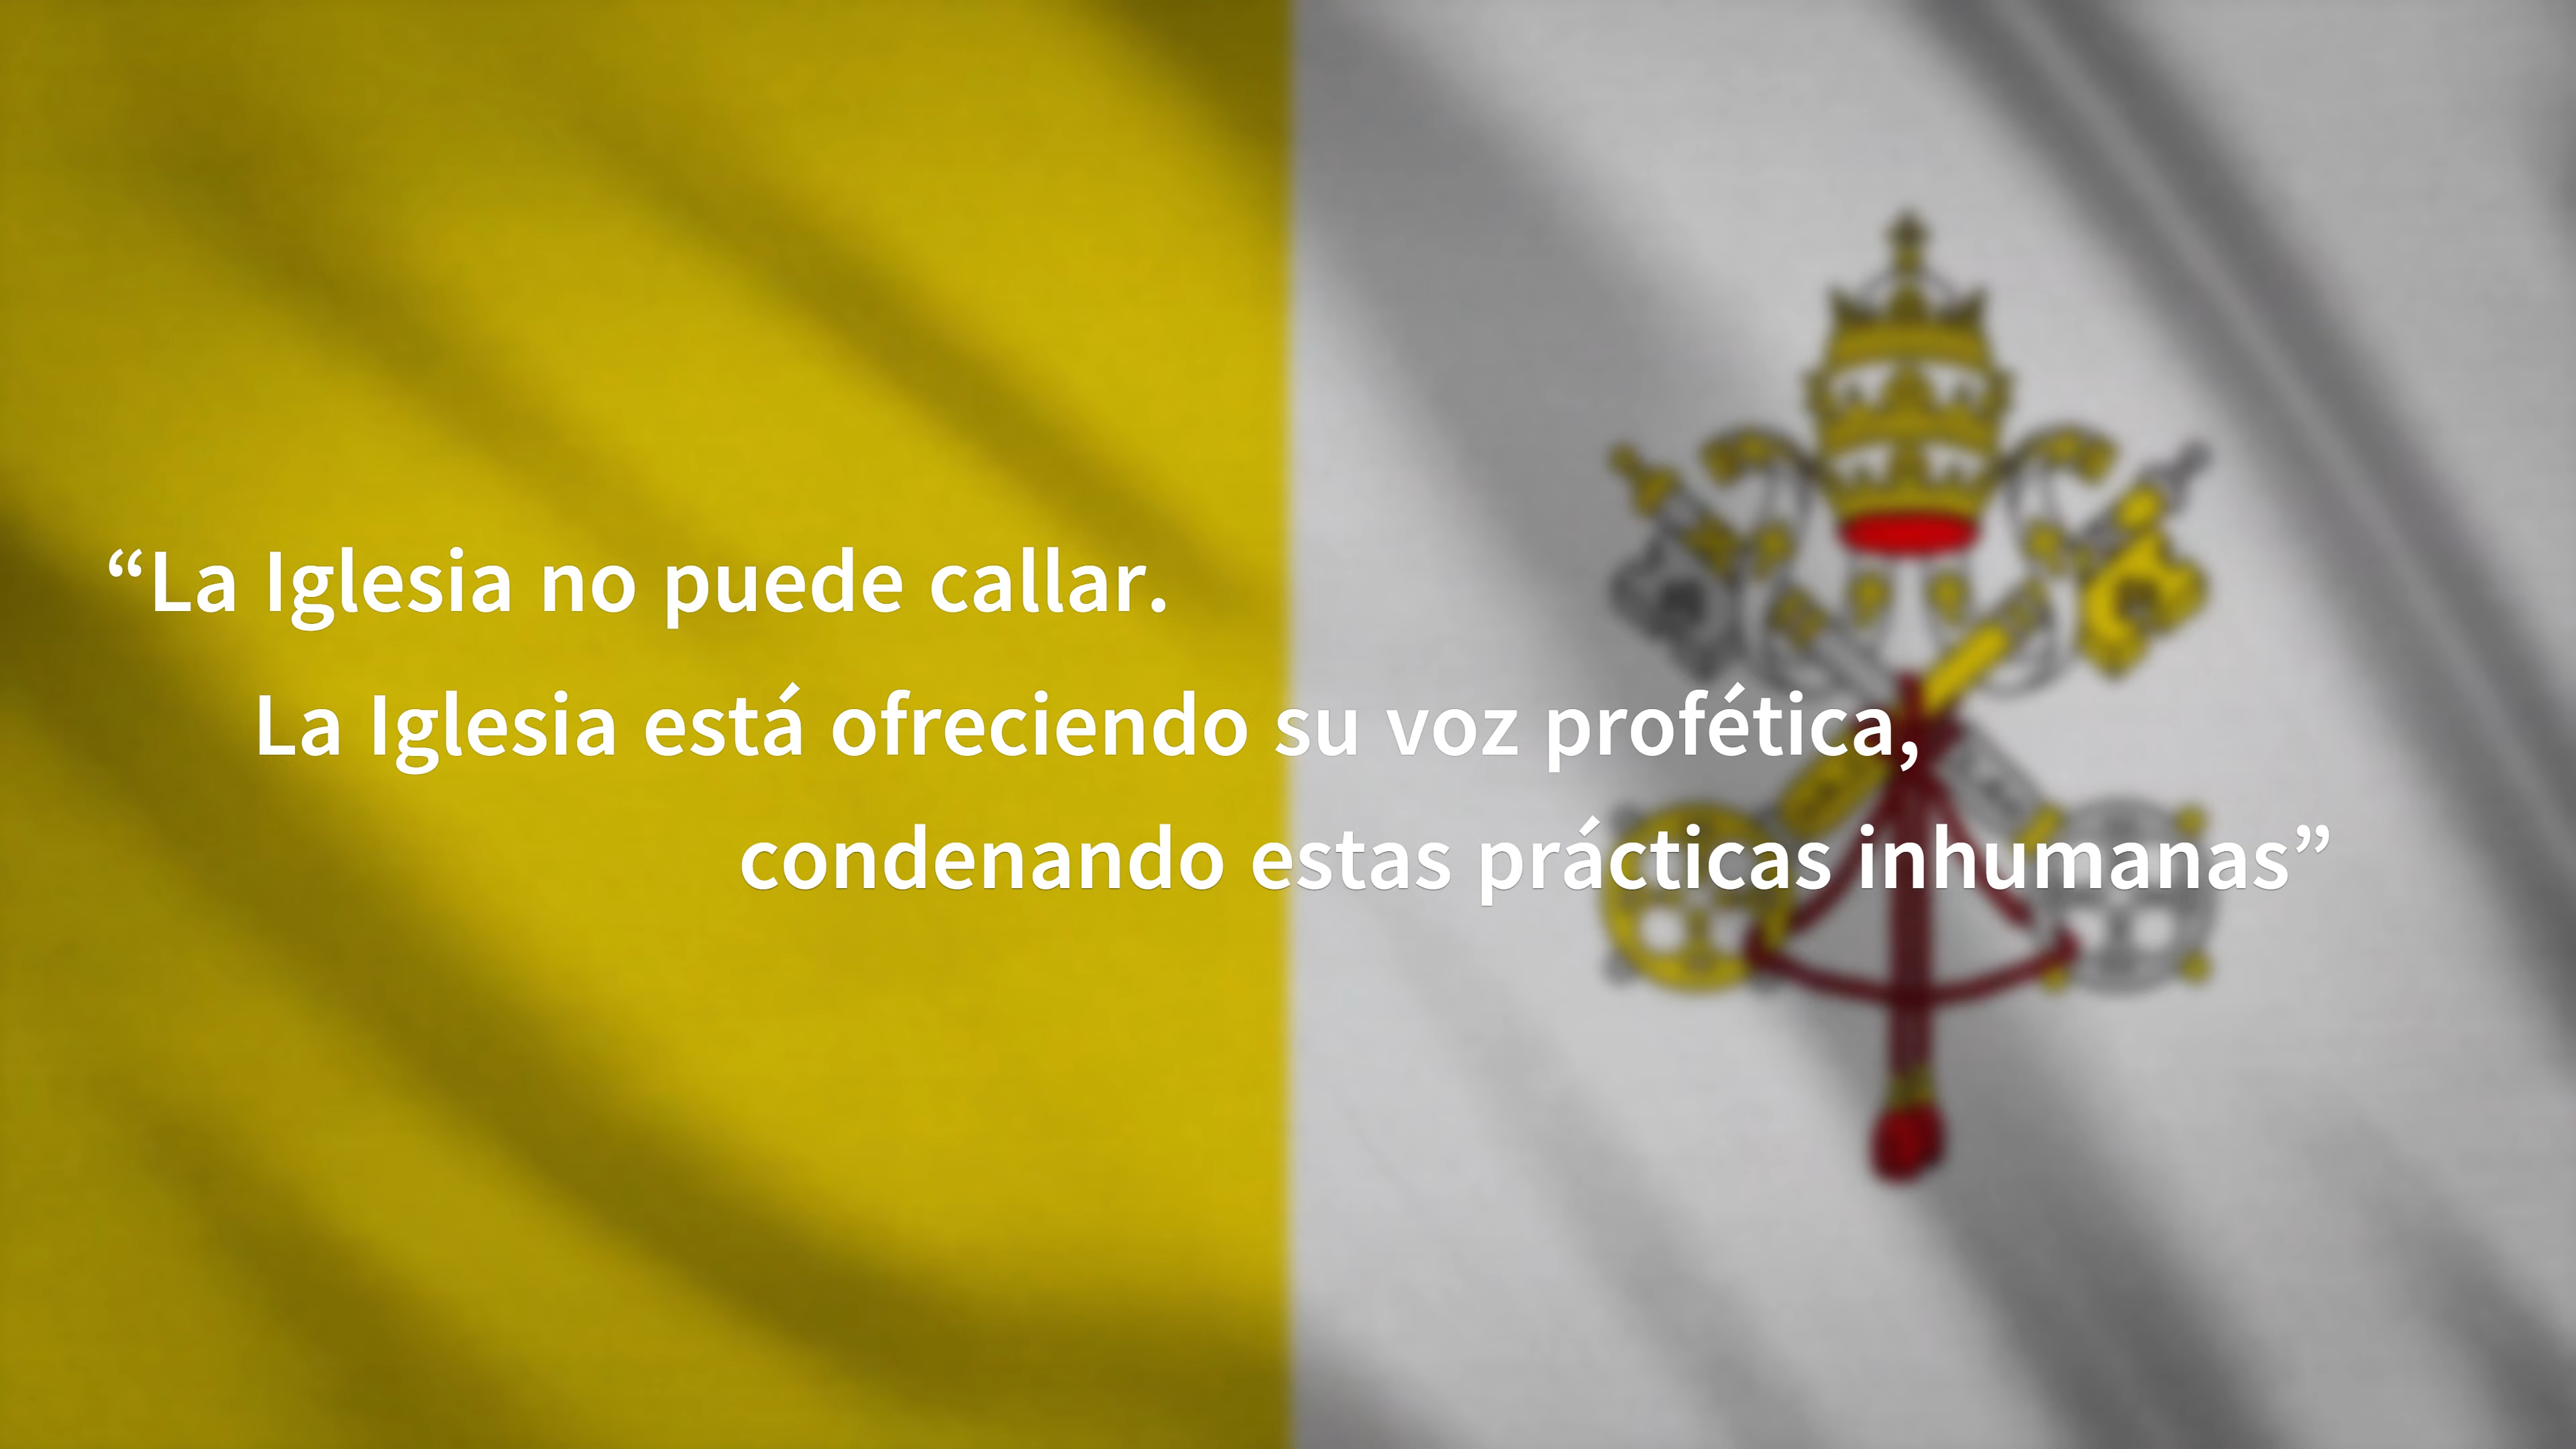 “La Iglesia no puede callar.
La Iglesia está ofreciendo su voz profética,
condenando estas prácticas inhumanas”